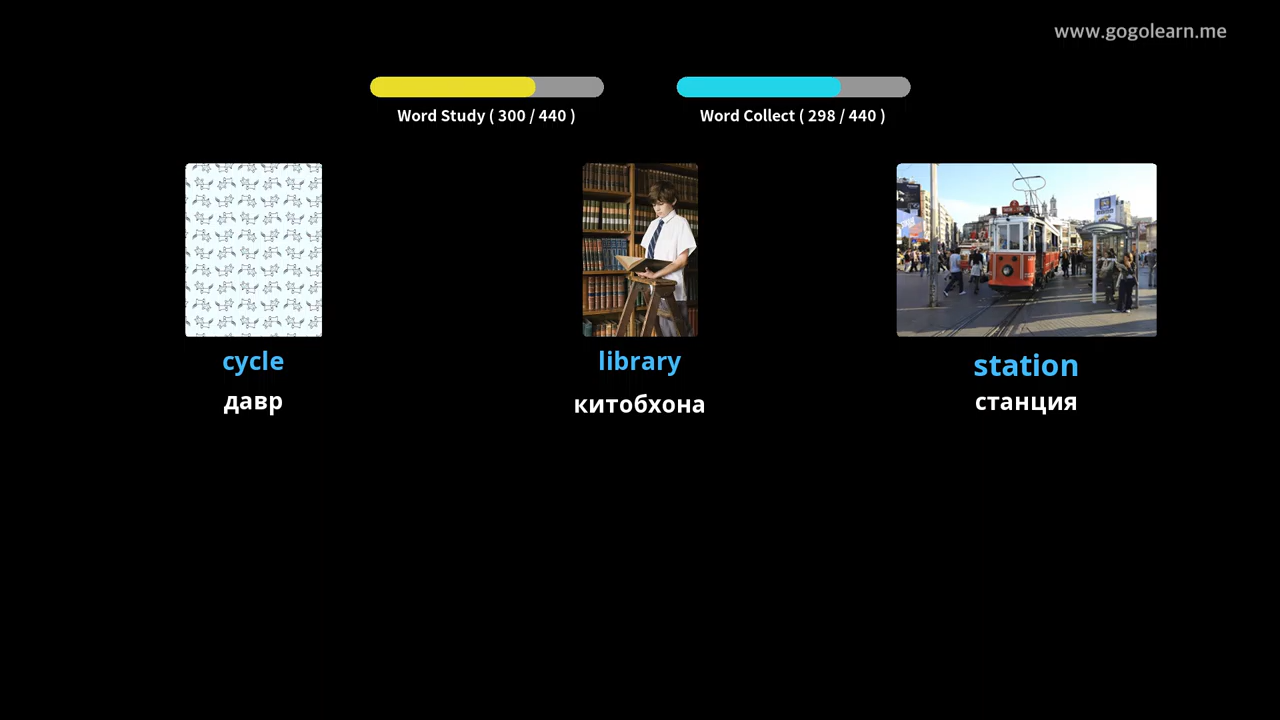 www.gogolearn.me
Word Study ( 300 / 440 )
Word Collect ( 298 / 440 )
cycle
давр
library
китобхона
station
станция